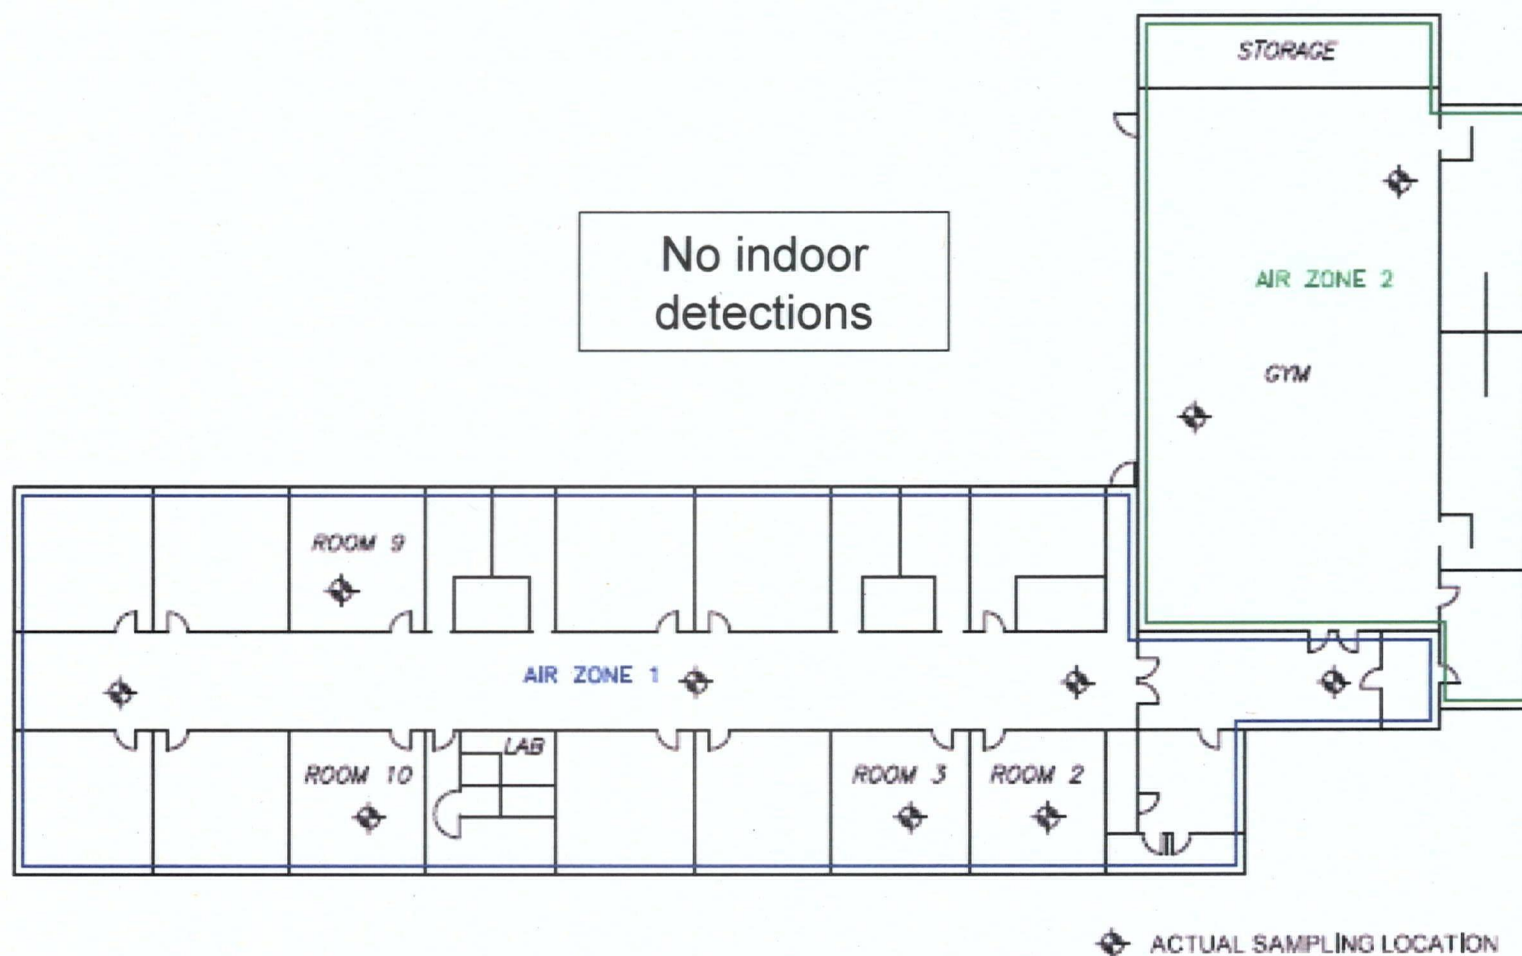 STORAGE
No indoor
detections
AIR ZONE 2
GYM
ROOM 9
AIR ZONE 1
LAB
ROOM 10
ROOM 3
ROOM 2
ACTUAL SAMPLING LOCATION